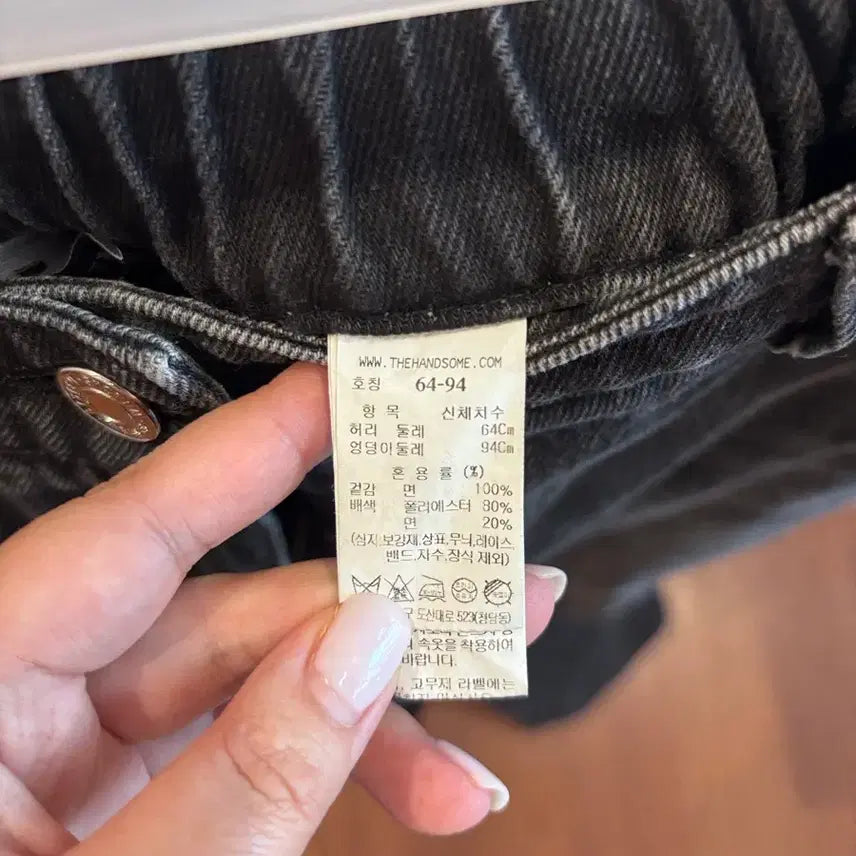 WWW.THEHANDSOME.COM
호칭 64-94
항 목 신체치수
허리 둘레 64Cm
엉덩이둘레 94Cm
혼 용 률 (%)
겉감 면 100%
배색 폴리에스터 80%
면 20%
(심지,보강재,상표,무늬,레이스,
밴드,자수,장식 제외)
구 도산대로 523(청담동)
속옷을 착용하여
바랍니다.
고무제 라벨에는